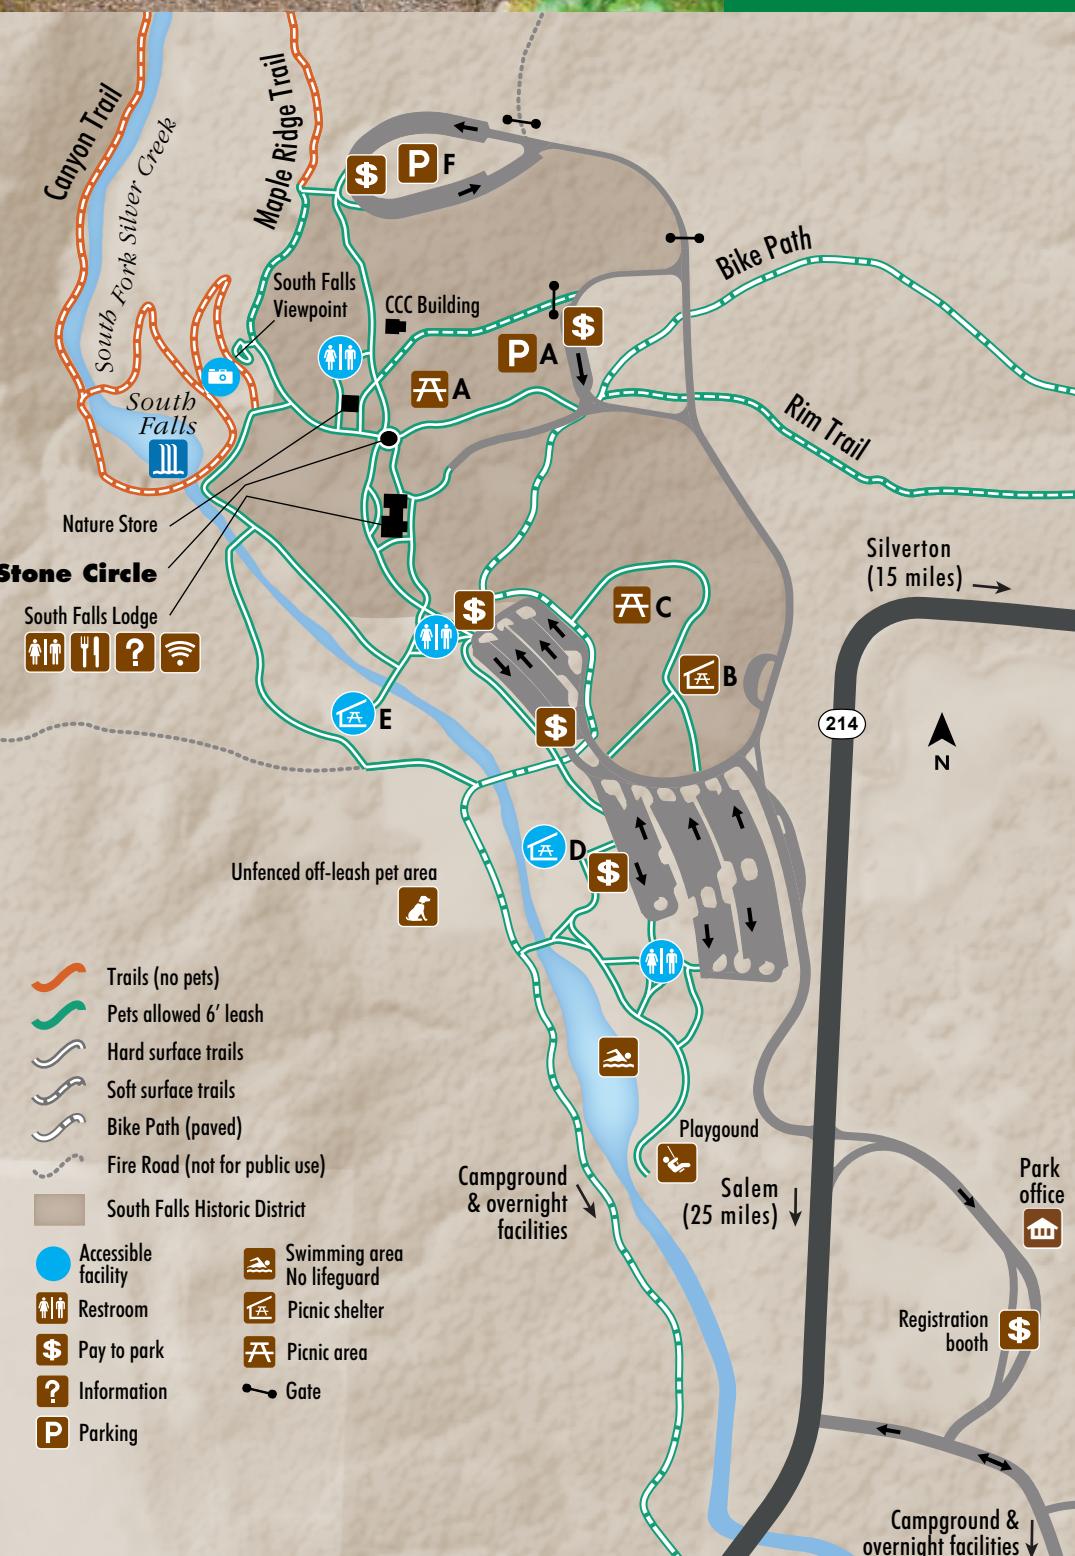 Canyon Trail
South Fork Silver Creek
Maple Ridge Trail
$
P F
South Falls
Viewpoint
CCC Building
$
P A
A
Bike Path
Rim Trail
South
Falls
Nature Store
Stone Circle
South Falls Lodge
?
Silverton
(15 miles)
$
C
B
E
$
214
N
D
$
Unfenced off-leash pet area
Trails (no pets)
Pets allowed 6' leash
Hard surface trails
Soft surface trails
Bike Path (paved)
Fire Road (not for public use)
South Falls Historic District
Playgound
Campground
& overnight
facilities
Salem
(25 miles)
Park
office
Registration
booth
$
Accessible
facility
Restroom
$ Pay to park
? Information
P Parking
Swimming area
No lifeguard
Picnic shelter
Picnic area
Gate
Campground &
overnight facilities